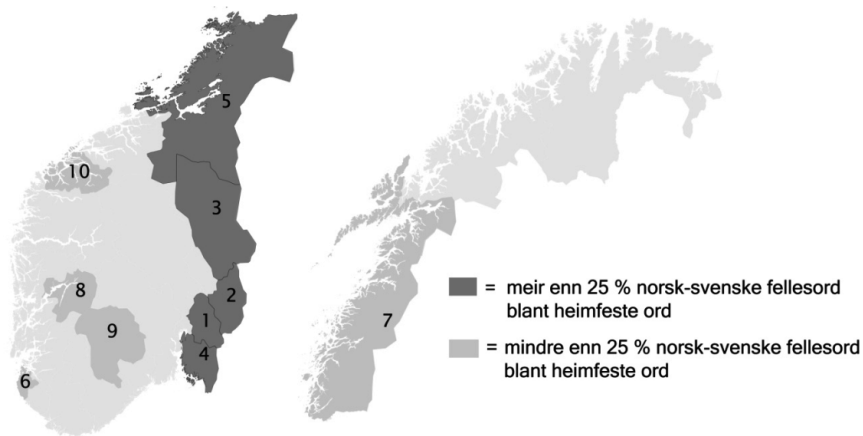 5
10
3
8
2
9
1
7
4
6
= meir enn 25 % norsk-svenske fellesord
blant heimfeste ord
= mindre enn 25 % norsk-svenske fellesord
blant heimfeste ord